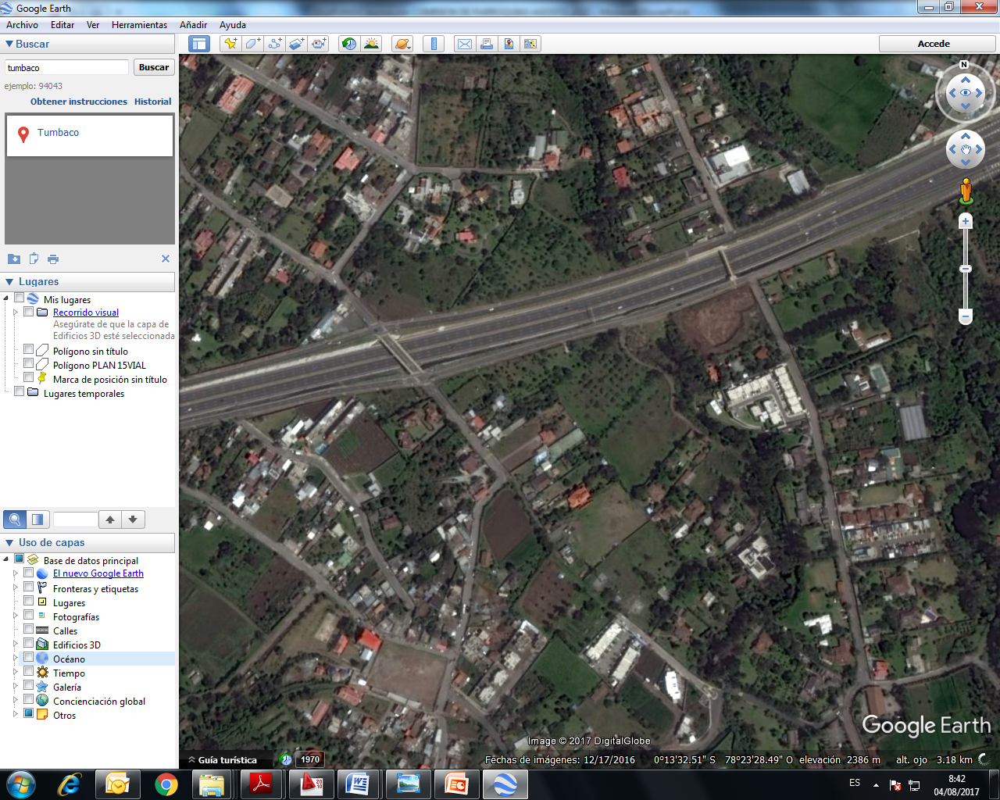 Google Earth
Archivo Editar Ver Herramientas Añadir Ayuda
Buscar
Accede
tumbaco
Buscar
ejemplo: 94043
Obtener instrucciones Historial
Tumbaco
Lugares
Mis lugares
Recorrido visual
Asegúrate de que la capa de
Edificios 3D esté seleccionada
Polígono sin título
Polígono PLAN 15VIAL
Marca de posición sin título
Lugares temporales
Uso de capas
Base de datos principal
El nuevo Google Earth
Fronteras y etiquetas
Lugares
Fotografías
Calles
Edificios 3D
Océano
Tiempo
Galería
Concienciación global
Otros
N
Google Earth
Image © 2017 DigitalGlobe
Guía turística 1970 Fechas de imágenes: 12/17/2016 0°13'32.51" S 78°23'28.49" O elevación 2386 m alt. ojo 3.18 km
ES
8:42
04/08/2017